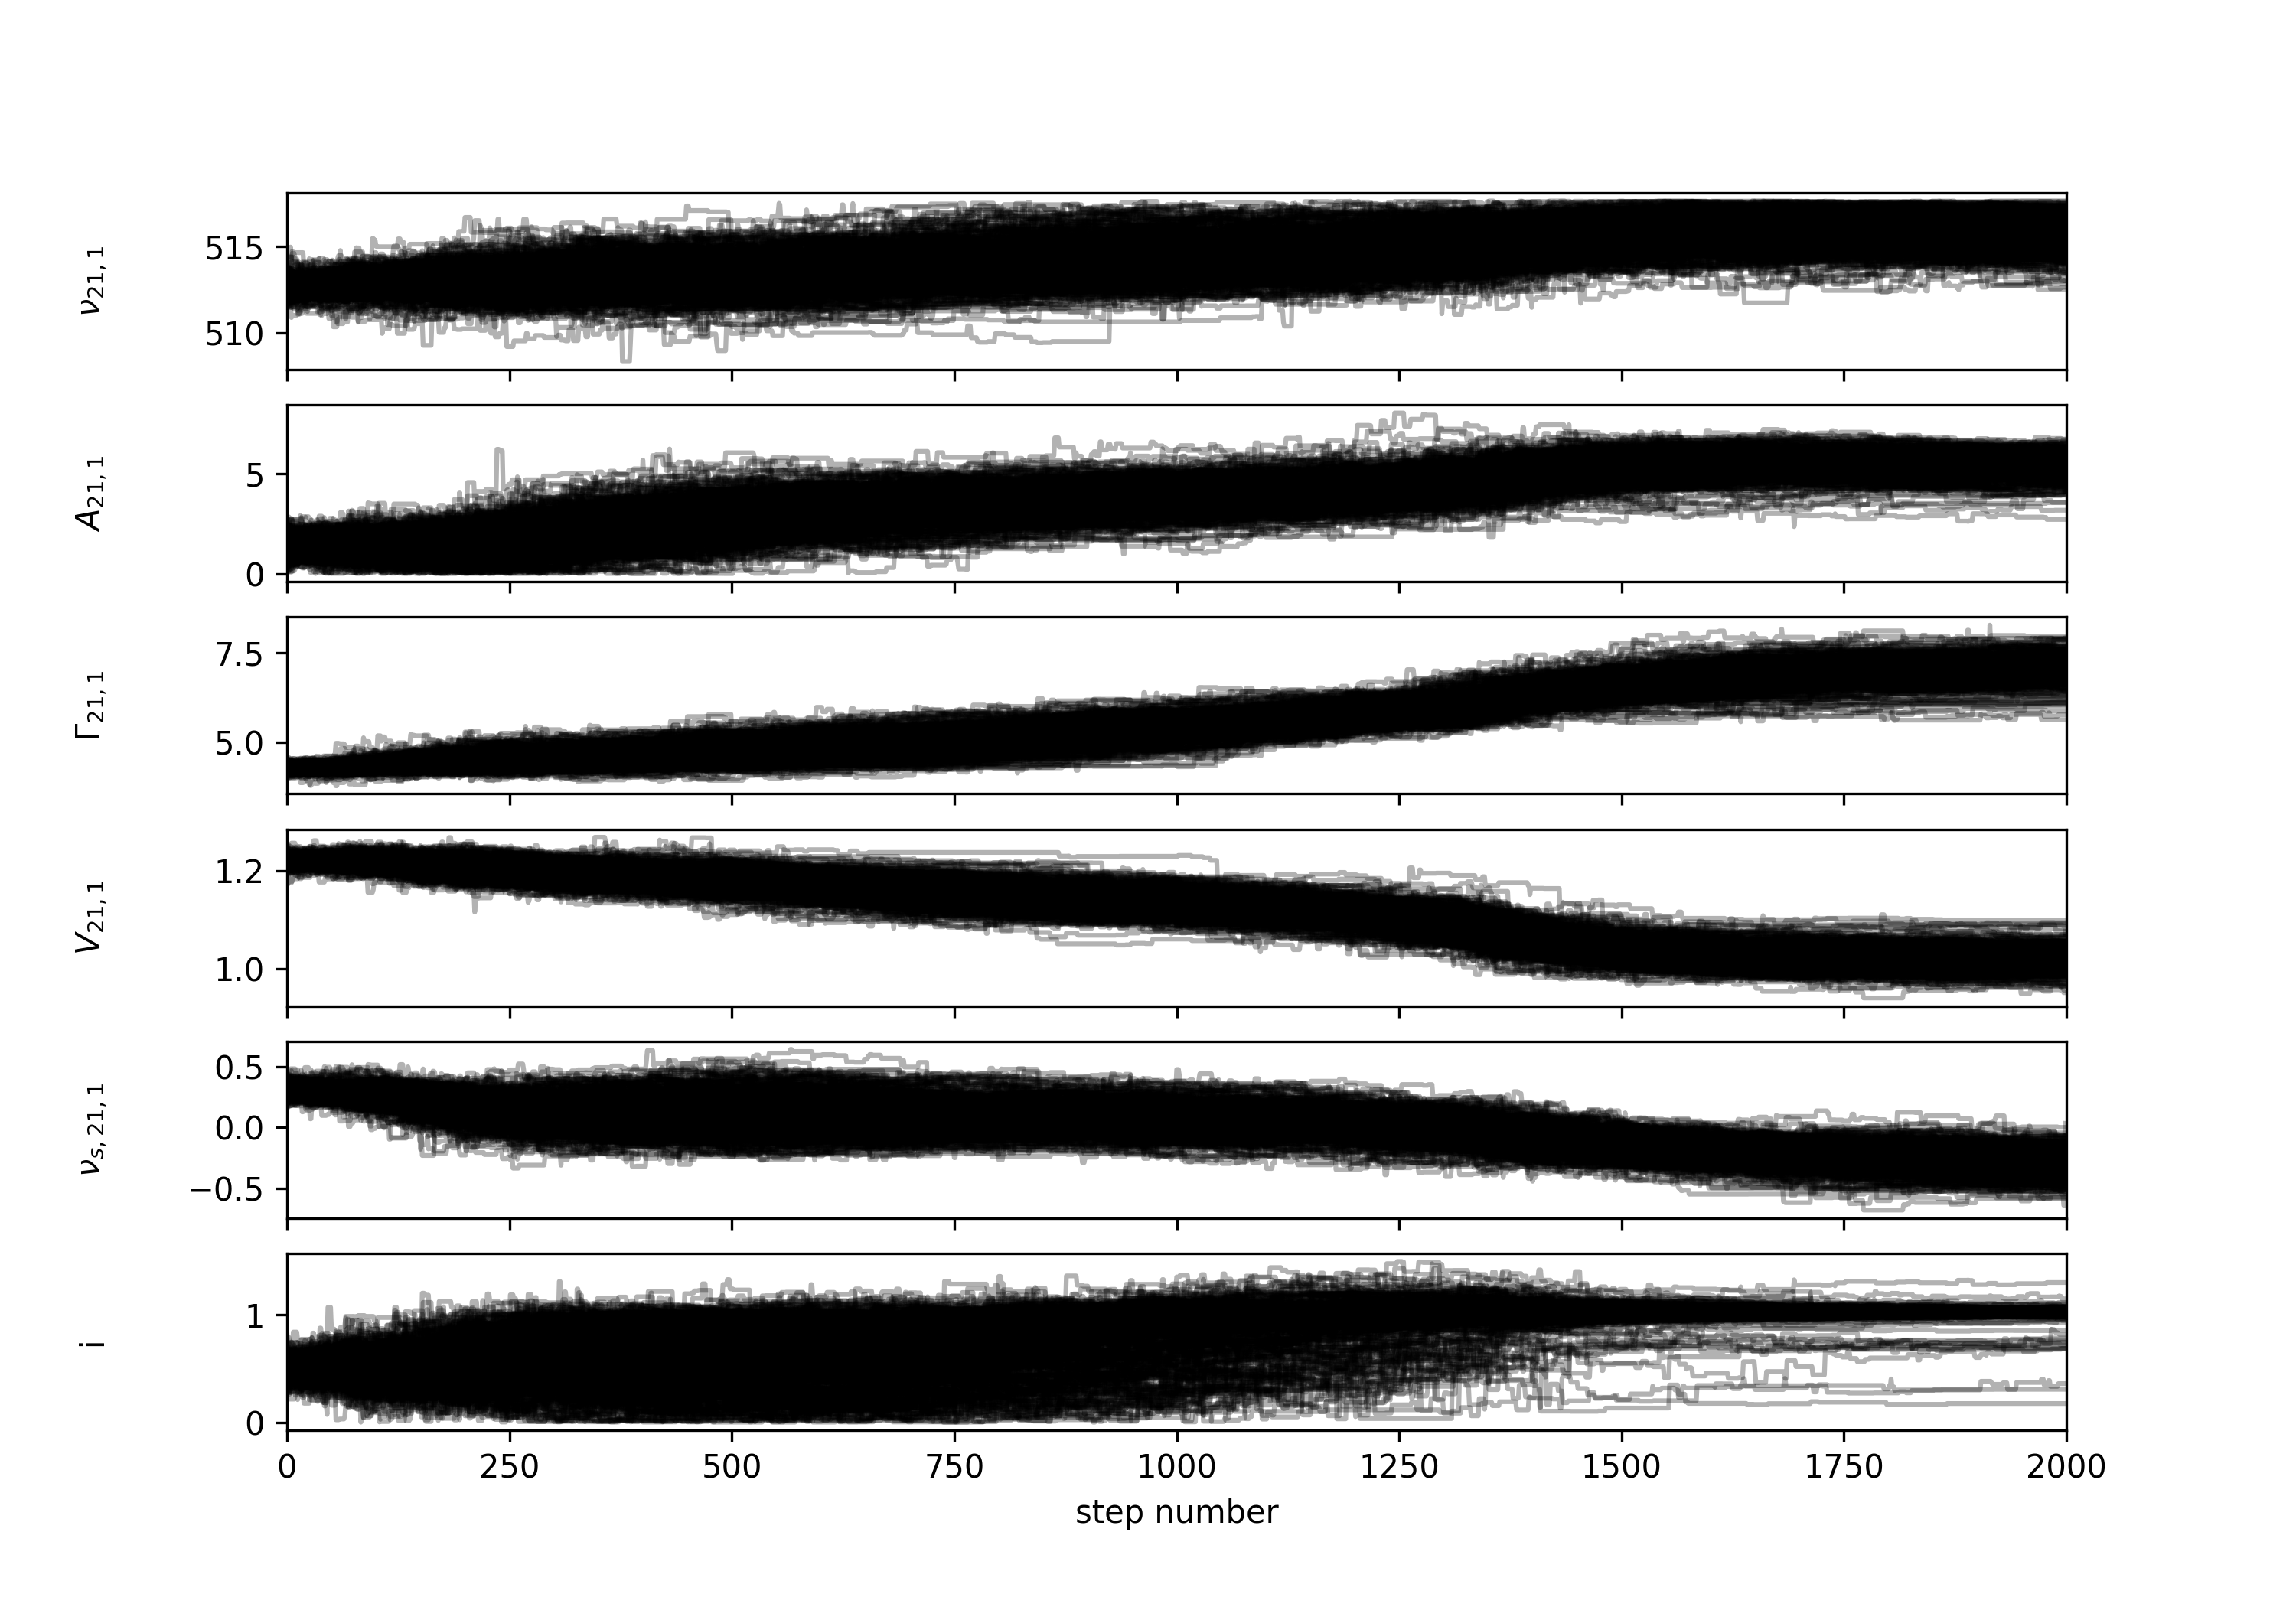 ν21, 1
515
510
A21, 1
5
0
Γ21, 1
7.5
5.0
V21, 1
1.2
1.0
νs, 21, 1
0.5
0.0
−0.5
i
1
0
0 250 500 750 1000 1250 1500 1750 2000
step number